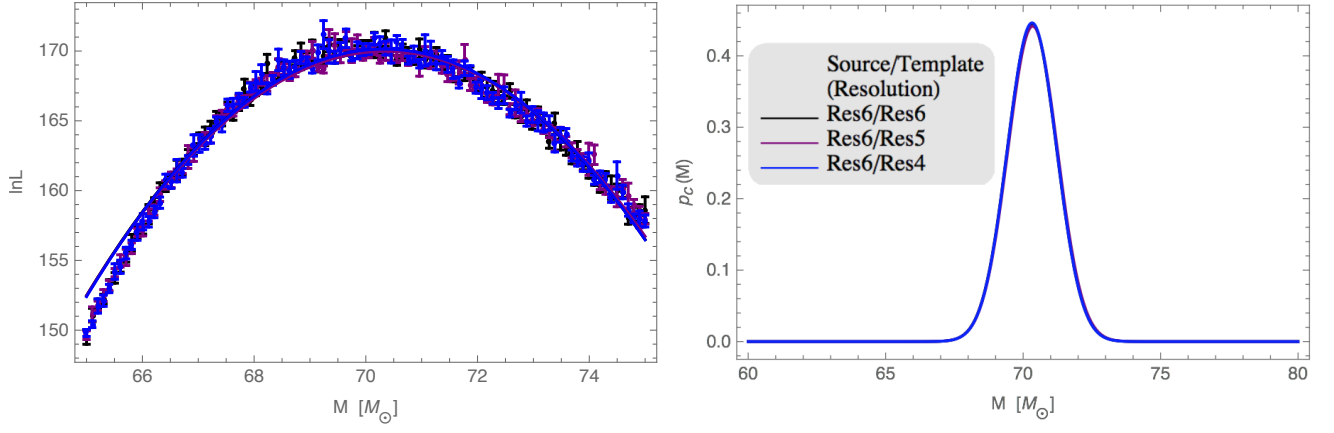 170
165
160
155
150
lnL
66
68
70
72
74
M [M⊙]
0.4
0.3
0.2
0.1
0.0
p_c(M)
Source/Template
(Resolution)
Res6/Res6
Res6/Res5
Res6/Res4
60
65
70
75
80
M [M⊙]